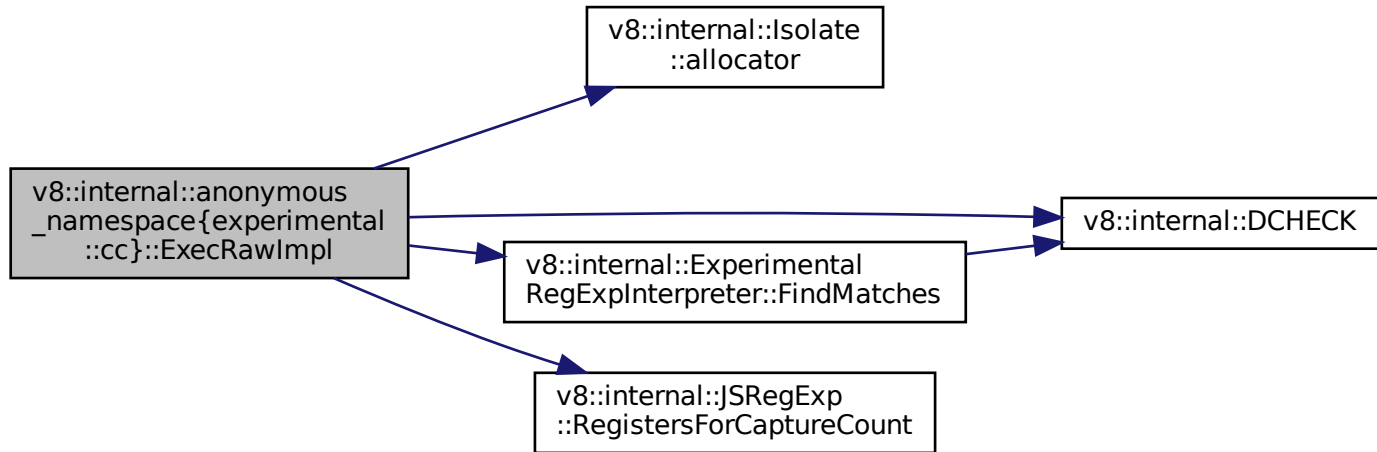 v8::internal::Isolate
::allocator
v8::internal::anonymous
_namespace{experimental
::cc}::ExecRawImpl
v8::internal::DCHECK
v8::internal::Experimental
RegExpInterpreter::FindMatches
v8::internal::JSRegExp
::RegistersForCaptureCount